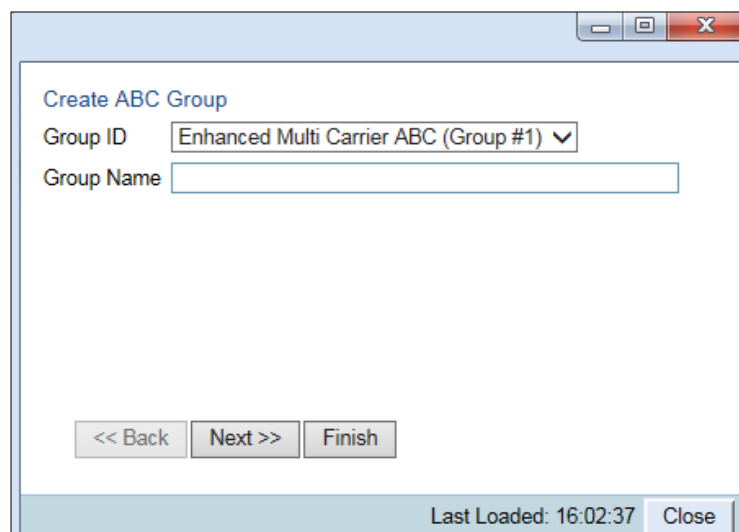 Create ABC Group
Group ID Enhanced Multi Carrier ABC (Group #1)
Group Name
<< Back Next >> Finish
Last Loaded: 16:02:37 Close